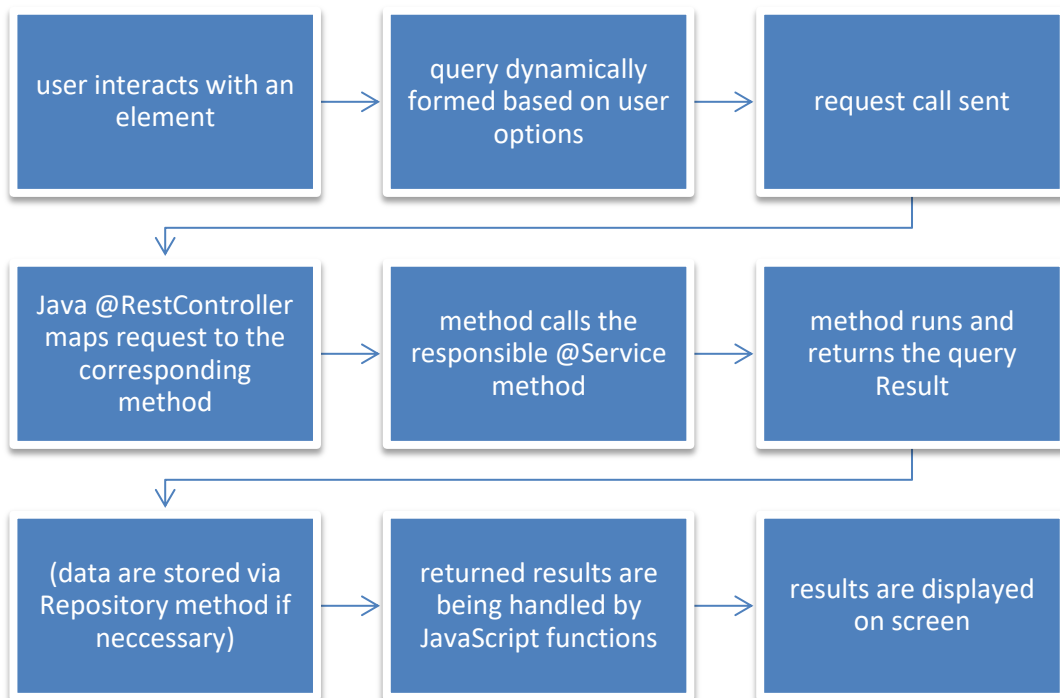 user interacts with an
element
query dynamically
formed based on user
options
request call sent
Java @RestController
maps request to the
corresponding
method
method calls the
responsible @Service
method
method runs and
returns the query
Result
(data are stored via
Repository method if
neccessary)
returned results are
being handled by
JavaScript functions
results are displayed
on screen